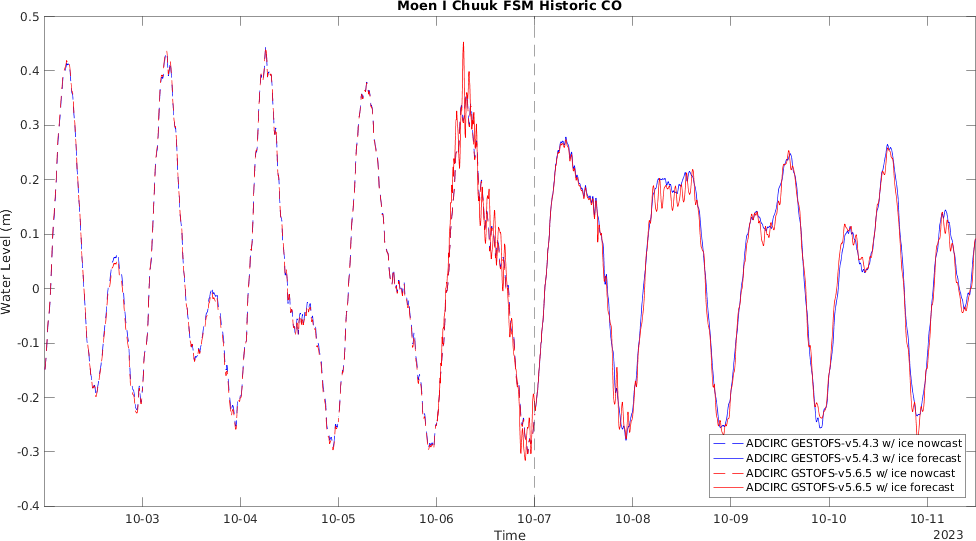 Moen I Chuuk FSM Historic CO
0.5
0.4
0.3
0.2
0.1
0
-0.1
-0.2
-0.3
-0.4
Water Level (m)
ADCIRC GESTOFS-v5.4.3 w/ ice nowcast
ADCIRC GESTOFS-v5.4.3 w/ ice forecast
ADCIRC GSTOFS-v5.6.5 w/ ice nowcast
ADCIRC GSTOFS-v5.6.5 w/ ice forecast
10-03 10-04 10-05 10-06 10-07 10-08 10-09 10-10 10-11
Time
2023